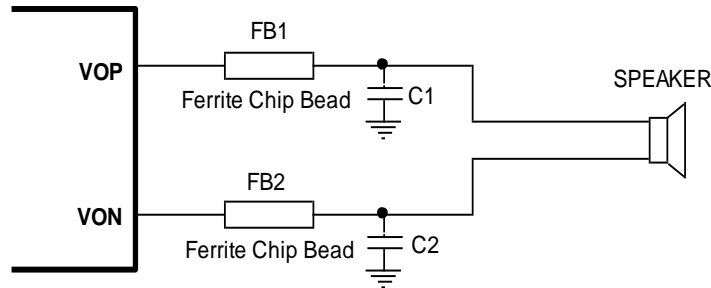 FB1
VOP
SPEAKER
Ferrite Chip Bead
C1
FB2
VON
Ferrite Chip Bead
C2